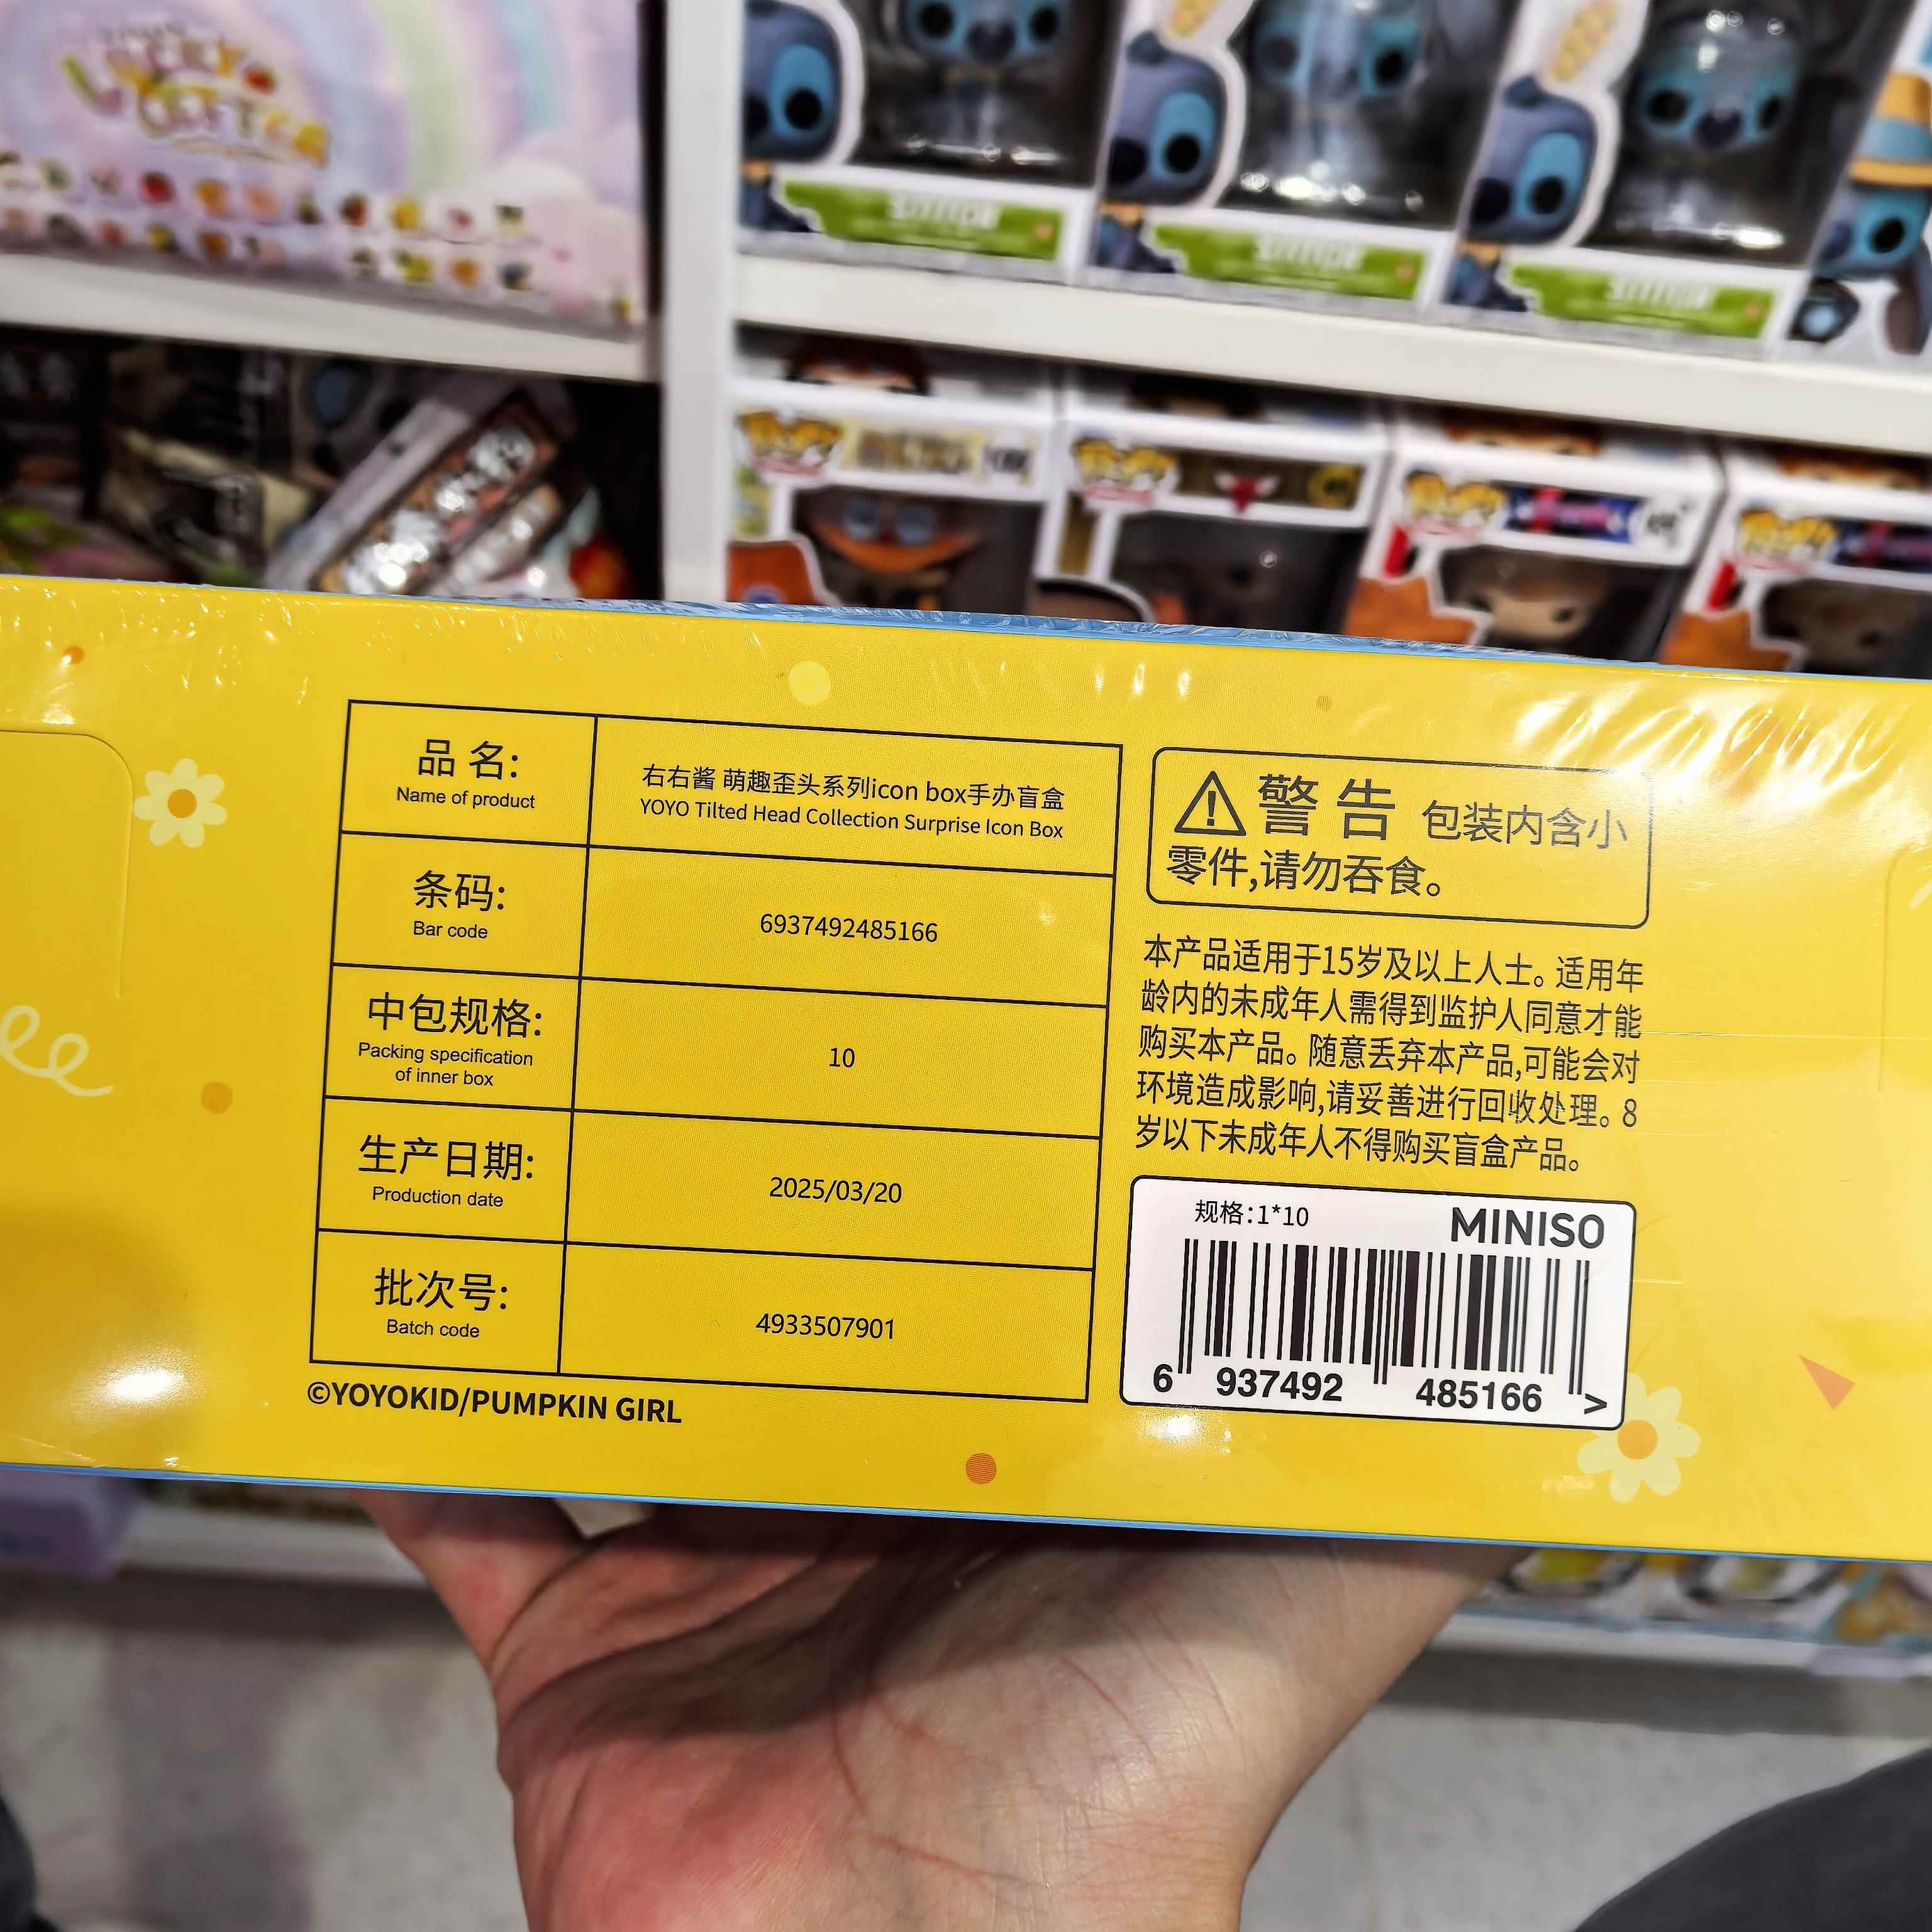 品 名:
Name of product
右右酱 萌趣歪头系列icon box手办盲盒
YOYO Tilted Head Collection Surprise Icon Box
条码:
Bar code
6937492485166
中包规格:
Packing specification
of inner box
10
生产日期:
Production date
2025/03/20
批次号:
Batch code
4933507901
©YOYOKID/PUMPKIN GIRL
警 告 包装内含小
零件,请勿吞食。
本产品适用于15岁及以上人士。适用年
龄内的未成年人需得到监护人同意才能
购买本产品。随意丢弃本产品,可能会对
环境造成影响,请妥善进行回收处理。8
岁以下未成年人不得购买盲盒产品。
规格:1*10
MINISO
6 937492 485166 >
STITCH
STITCH
STITCH
POP!
POP!
POP!
POP!